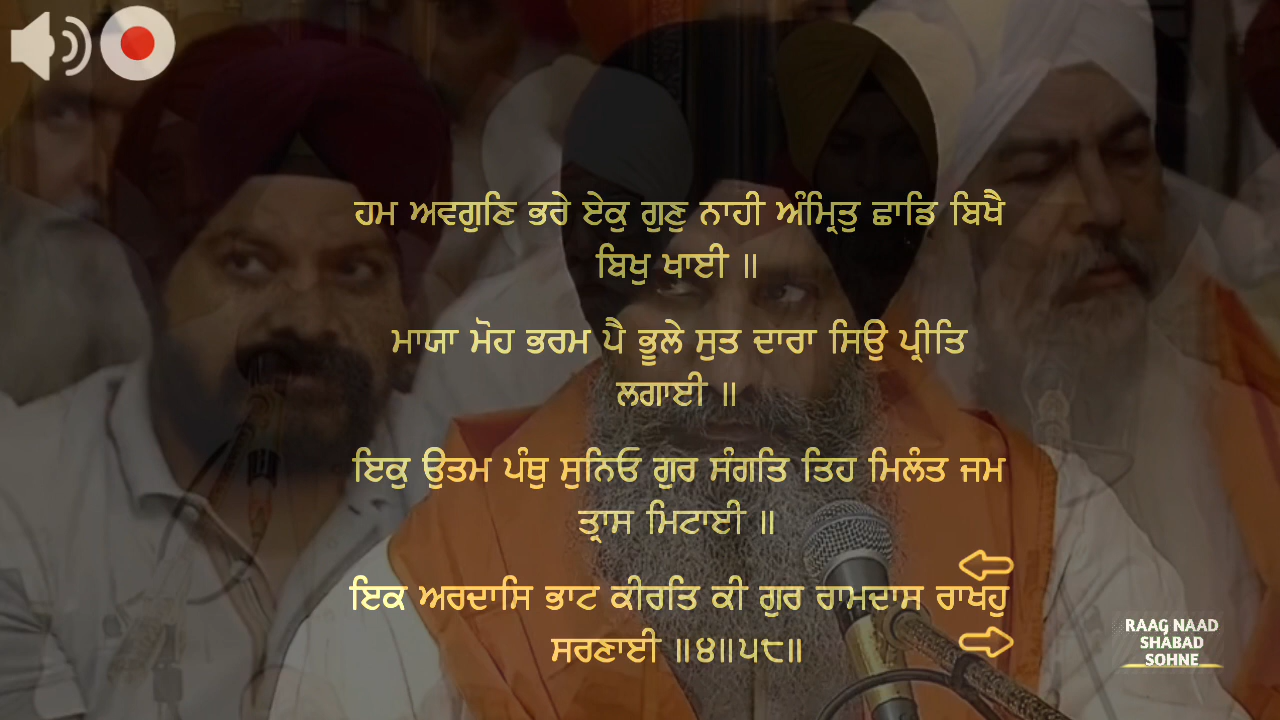 ਹਮ ਅਵਗੁਣਿ ਭਰੇ ਏਕੁ ਗੁਣੁ ਨਾਹੀ ਅੰਮ੍ਰਿਤੁ ਛਾਡਿ ਬਿਖੈ
ਬਿਖੁ ਖਾਈ ॥
ਮਾਯਾ ਮੋਹ ਭਰਮ ਪੈ ਭੂਲੇ ਸੁਤ ਦਾਰਾ ਸਿਉ ਪ੍ਰੀਤਿ
ਲਗਾਈ ॥
ਇਕੁ ਉਤਮ ਪੰਥੁ ਸੁਨਿਓ ਗੁਰ ਸੰਗਤਿ ਤਿਹ ਮਿਲੰਤ ਜਮ
ਤ੍ਰਾਸ ਮਿਟਾਈ ॥
ਇਕ ਅਰਦਾਸਿ ਭਾਟ ਕੀਰਤਿ ਕੀ ਗੁਰ ਰਾਮਦਾਸ ਰਾਖਹੁ
ਸਰਣਾਈ ॥੪॥੫੮॥
RAAG NAAD
SHABAD
SOHNE